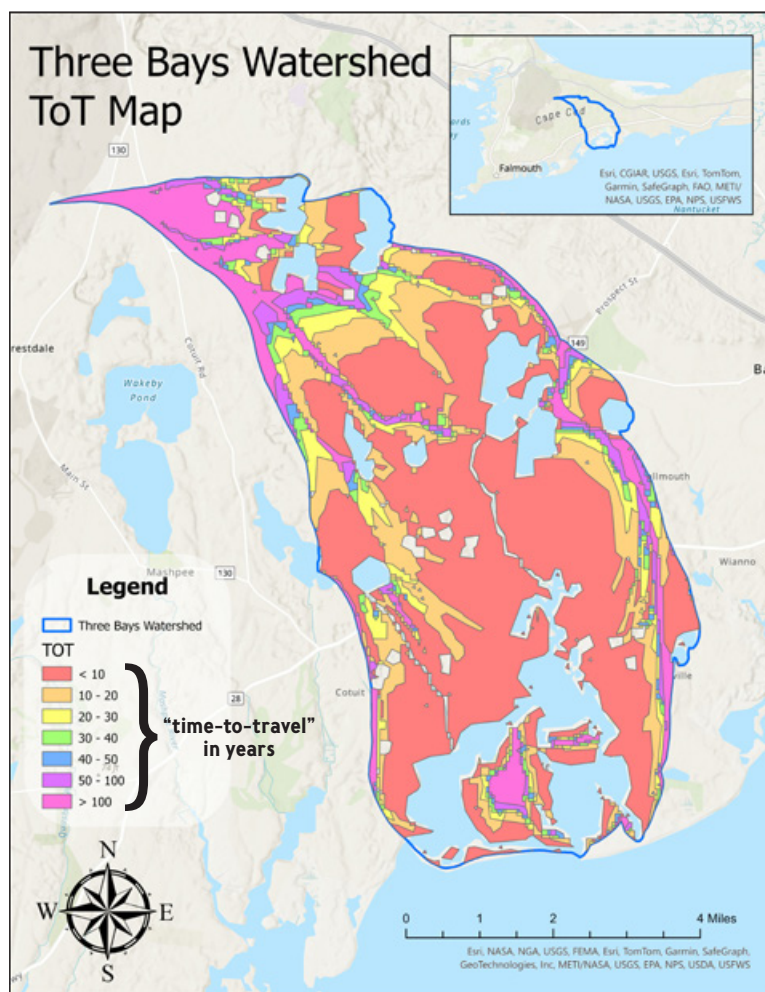 Three Bays Watershed
ToT Map
Cape Cod
Falmouth
Esri, CGIAR, USGS, Esri, TomTom,
Garmin, SafeGraph, FAO, METI/
NASA, USGS, EPA, NPS, USFWS
Nantucket
130
Prospect St
149
restdale
Cotuit Rd
Wakeby
Pond
Main St
Mashpee
130
Wianno
Cotuit
28
Legend
Three Bays Watershed
TOT
< 10
10 - 20
20 - 30
30 - 40
40 - 50
50 - 100
> 100
"time-to-travel"
in years
N
W
E
S
0
1
2
4 Miles
Esri, NASA, NGA, USGS, FEMA, Esri, TomTom, Garmin, SafeGraph,
GeoTechnologies, Inc, METI/NASA, USGS, EPA, NPS, USDA, USFWS